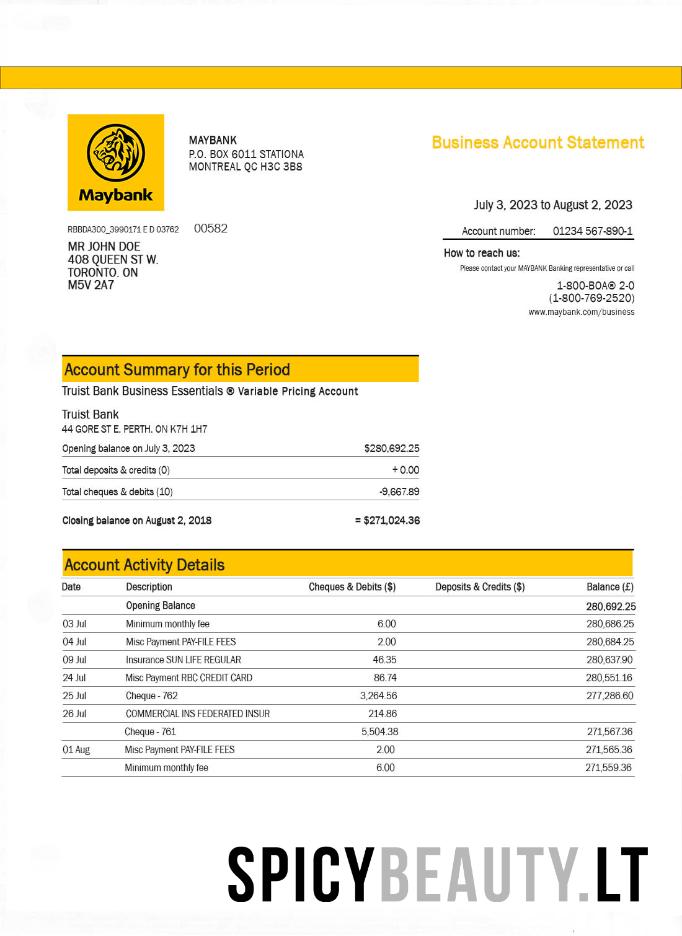 Maybank
MAYBANK
P.O. BOX 6011 STATIONA
MONTREAL QC H3C 3B8
Business Account Statement
July 3, 2023 to August 2, 2023
RBBDA300_3990171 E D 03762 00582
Account number: 01234 567-890-1
MR JOHN DOE
408 QUEEN ST W.
TORONTO. ON
M5V 2A7
How to reach us:
Please contact your MAYBANK Banking representative or call
1-800-BOA® 2-0
(1-800-769-2520)
www.maybank.com/business
Account Summary for this Period
Truist Bank Business Essentials ® Variable Pricing Account
Truist Bank
44 GORE ST E. PERTH. ON K7H 1H7
Opening balance on July 3, 2023 $280,692.25
Total deposits & credits (0) + 0.00
Total cheques & debits (10) -9,667.89
Closing balance on August 2, 2018 = $271,024.36
Account Activity Details
Date Description Cheques & Debits ($) Deposits & Credits ($) Balance (£)
Opening Balance 280,692.25
03 Jul Minimum monthly fee 6.00 280,686.25
04 Jul Misc Payment PAY-FILE FEES 2.00 280,684.25
09 Jul Insurance SUN LIFE REGULAR 46.35 280,637.90
24 Jul Misc Payment RBC CREDIT CARD 86.74 280,551.16
25 Jul Cheque - 762 3,264.56 277,286.60
26 Jul COMMERCIAL INS FEDERATED INSUR 214.86
Cheque - 761 5,504.38 271,567.36
01 Aug Misc Payment PAY-FILE FEES 2.00 271,565.36
Minimum monthly fee 6.00 271,559.36
SPICYBEAUTY.LT